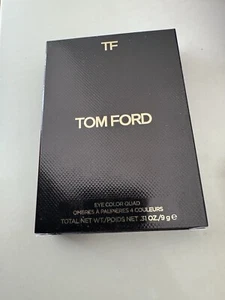 TF
TOM FORD
EYE COLOR QUAD
OMBRES À PAUPIÈRES 4 COULEURS
TOTAL NET WT./POIDS NET .31 OZ./9 g ℮